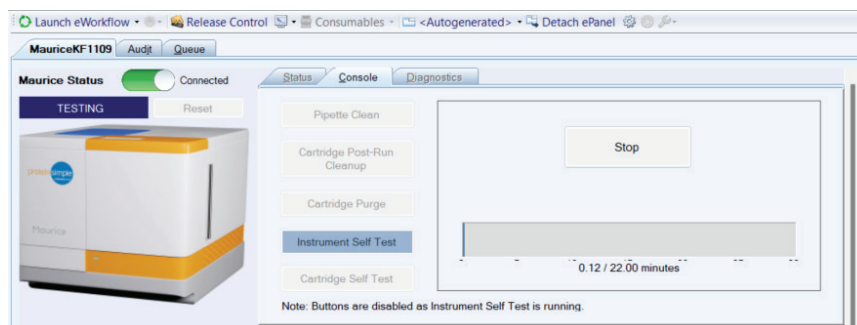 Launch eWorkflow Release Control Consumables <Autogenerated> Detach ePanel
MauriceKF1109 Audit Queue
Maurice Status Connected
Status Console Diagnostics
TESTING Reset
Pipette Clean
Cartridge Post-Run
Cleanup
Stop
proteinsimple
Cartridge Purge
Maurice
Instrument Self Test
0.12 / 22.00 minutes
Cartridge Self Test
Note: Buttons are disabled as Instrument Self Test is running.